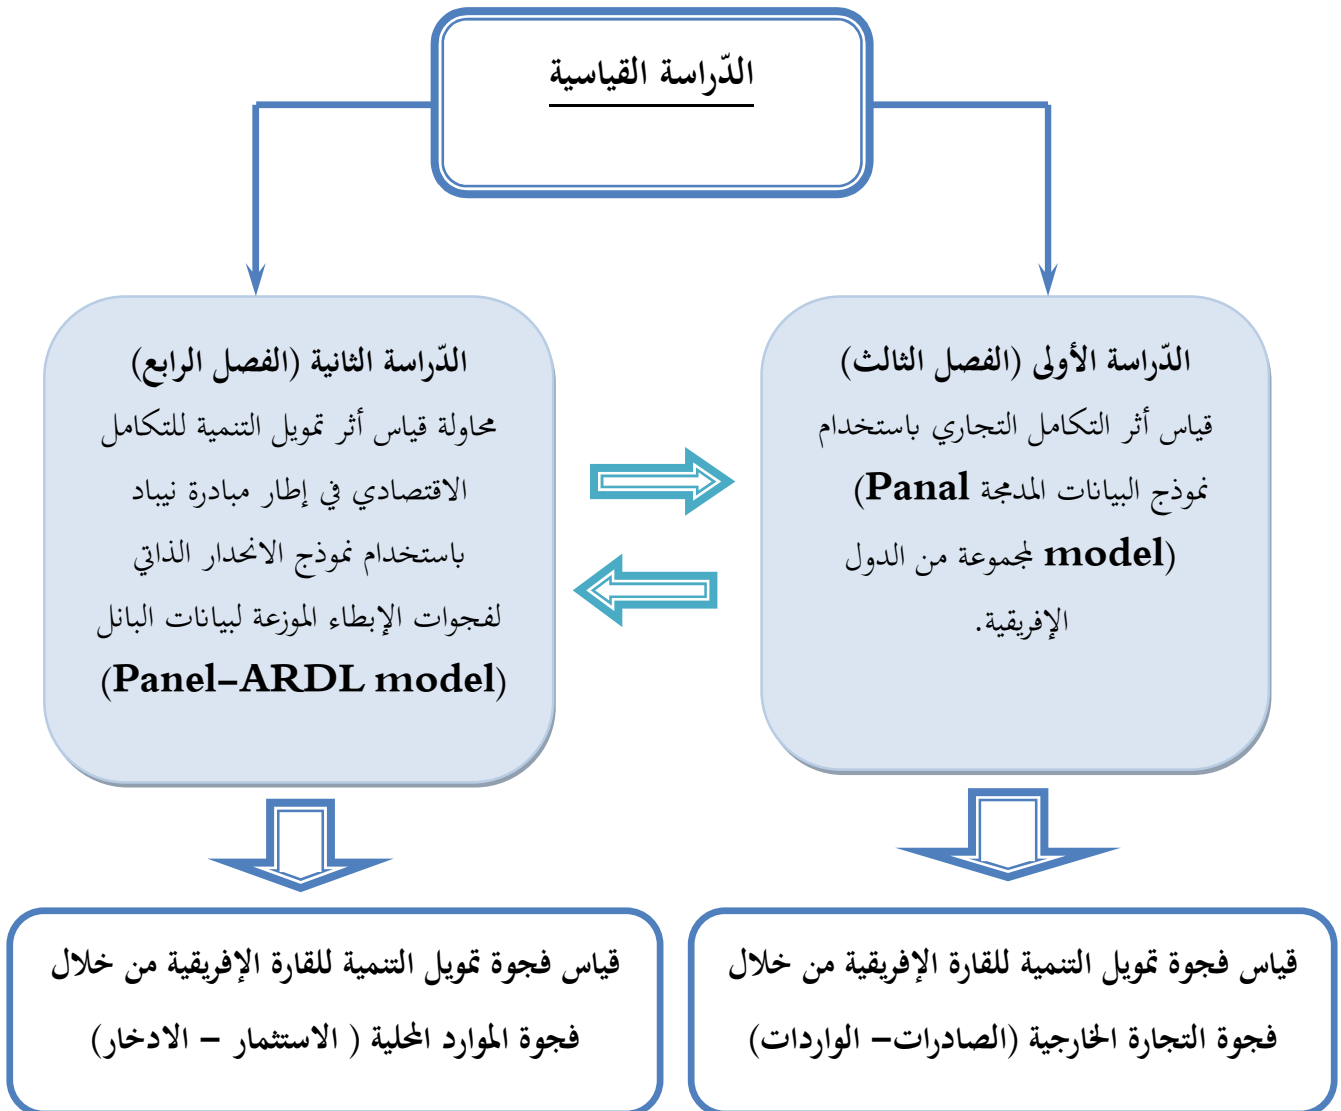 الدّراسة القياسية
الدّراسة الأولى (الفصل الثالث)
قياس أثر التكامل التجاري باستخدام
نموذج البيانات المدمجة Panal)
(model لمجموعة من الدول
الإفريقية.
الدّراسة الثانية (الفصل الرابع)
محاولة قياس أثر تمويل التنمية للتكامل
الاقتصادي في إطار مبادرة نيباد
باستخدام نموذج الانحدار الذاتي
لفجوات الإبطاء الموزعة لبيانات البانل
(Panel–ARDL model)
قياس فجوة تمويل التنمية للقارة الإفريقية من خلال
فجوة التجارة الخارجية (الصادرات– الواردات)
قياس فجوة تمويل التنمية للقارة الإفريقية من خلال
فجوة الموارد المحلية ( الاستثمار – الادخار)